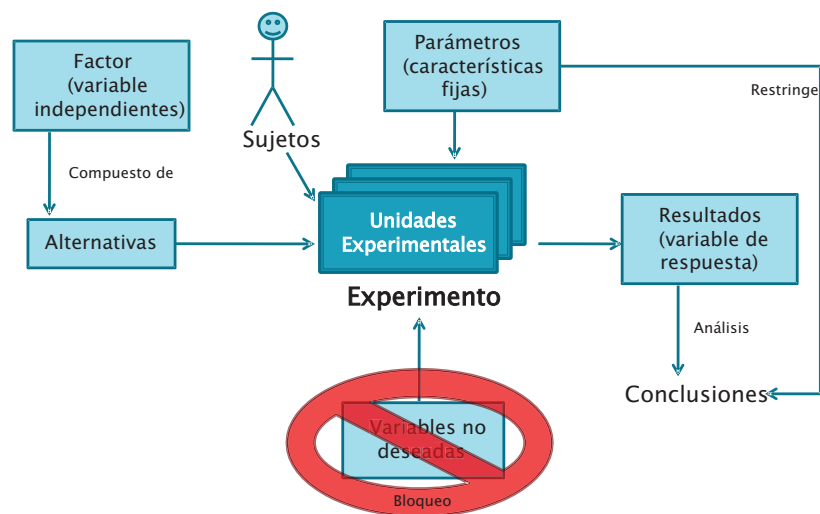 Factor
(variable
independientes)
Sujetos
Parámetros
(características
fijas)
Restringe
Compuesto de
Alternativas
Unidades
Experimentales
Experimento
Resultados
(variable de
respuesta)
Análisis
Conclusiones
Variables no
deseadas
Bloqueo